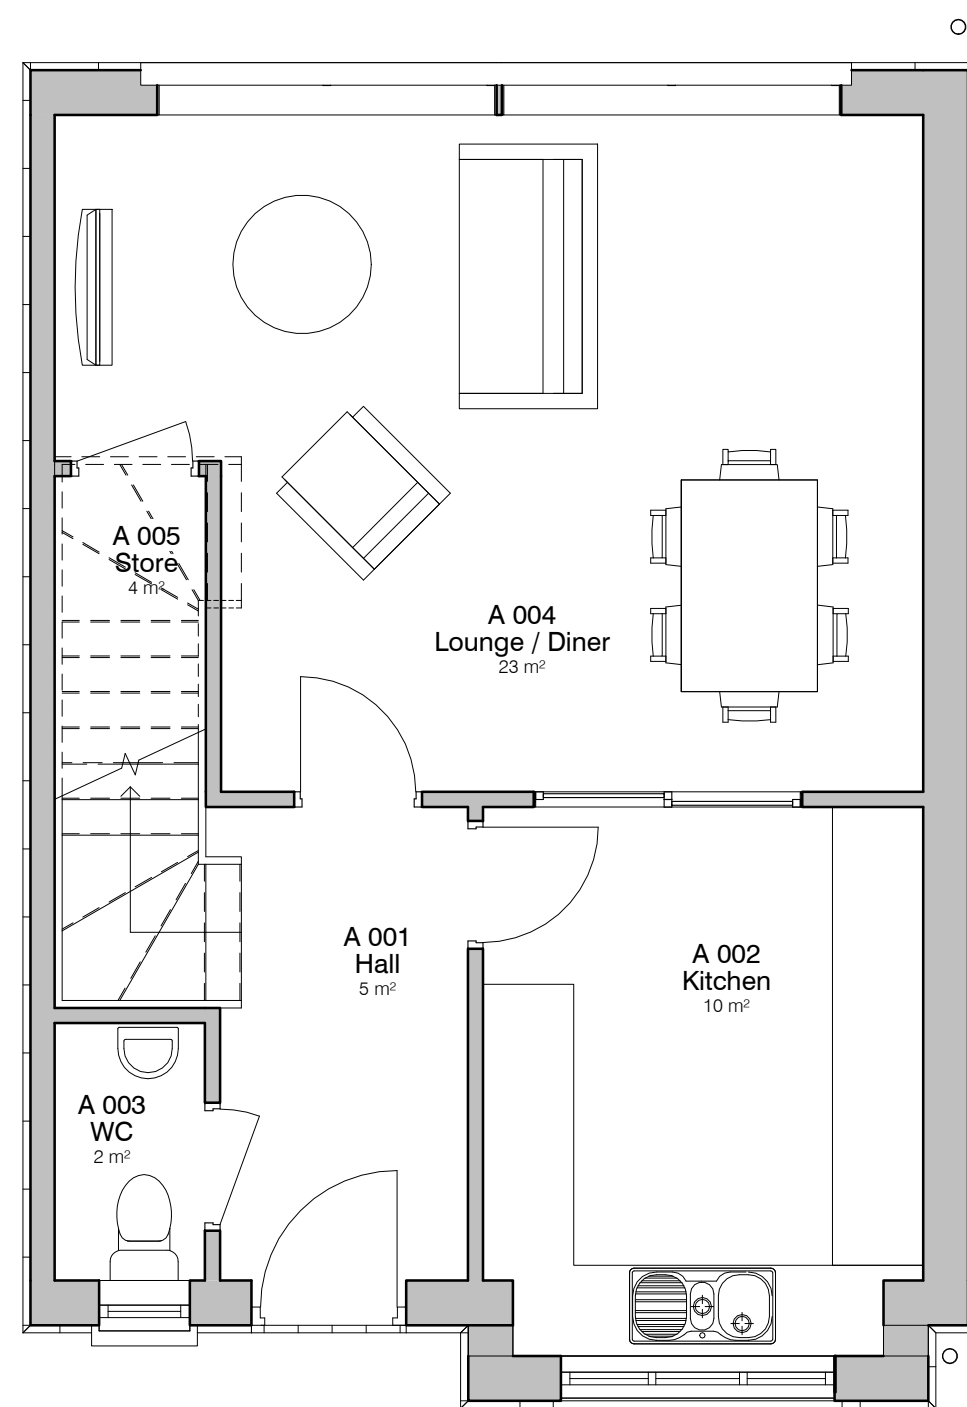 A 005
Store
4 m²
A 004
Lounge / Diner
23 m²
A 001
Hall
5 m²
A 002
Kitchen
10 m²
A 003
WC
2 m²